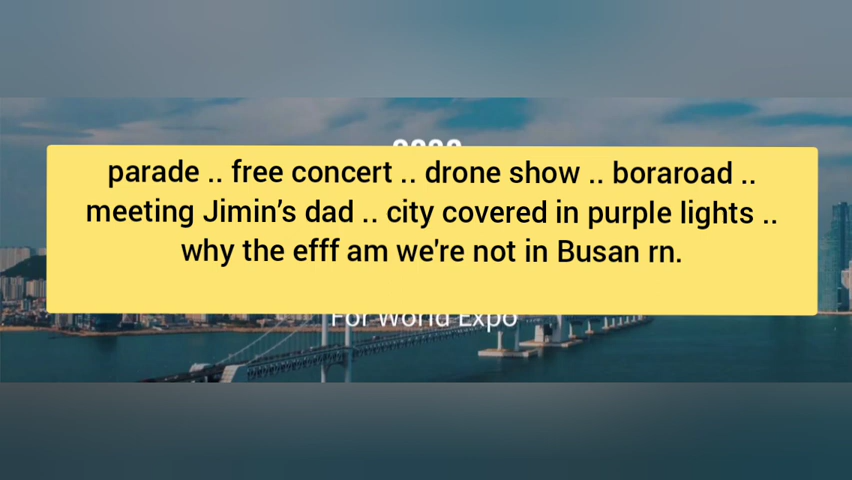 parade .. free concert .. drone show .. boraroad ..
meeting Jimin’s dad .. city covered in purple lights ..
why the efff am we're not in Busan rn.
For World Expo